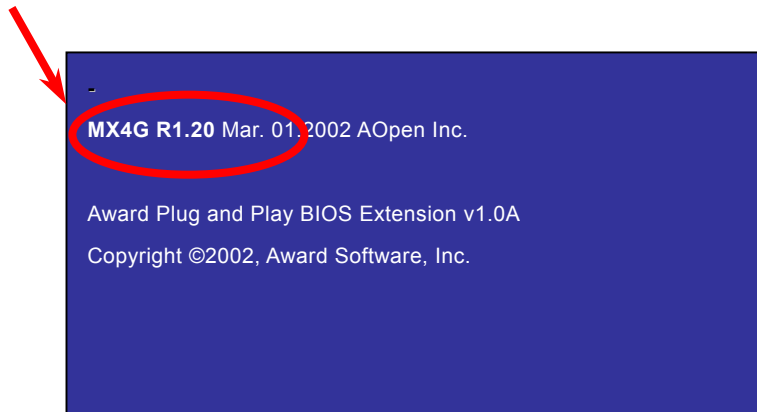 -
MX4G R1.20 Mar. 01.2002 AOpen Inc.
Award Plug and Play BIOS Extension v1.0A
Copyright ©2002, Award Software, Inc.